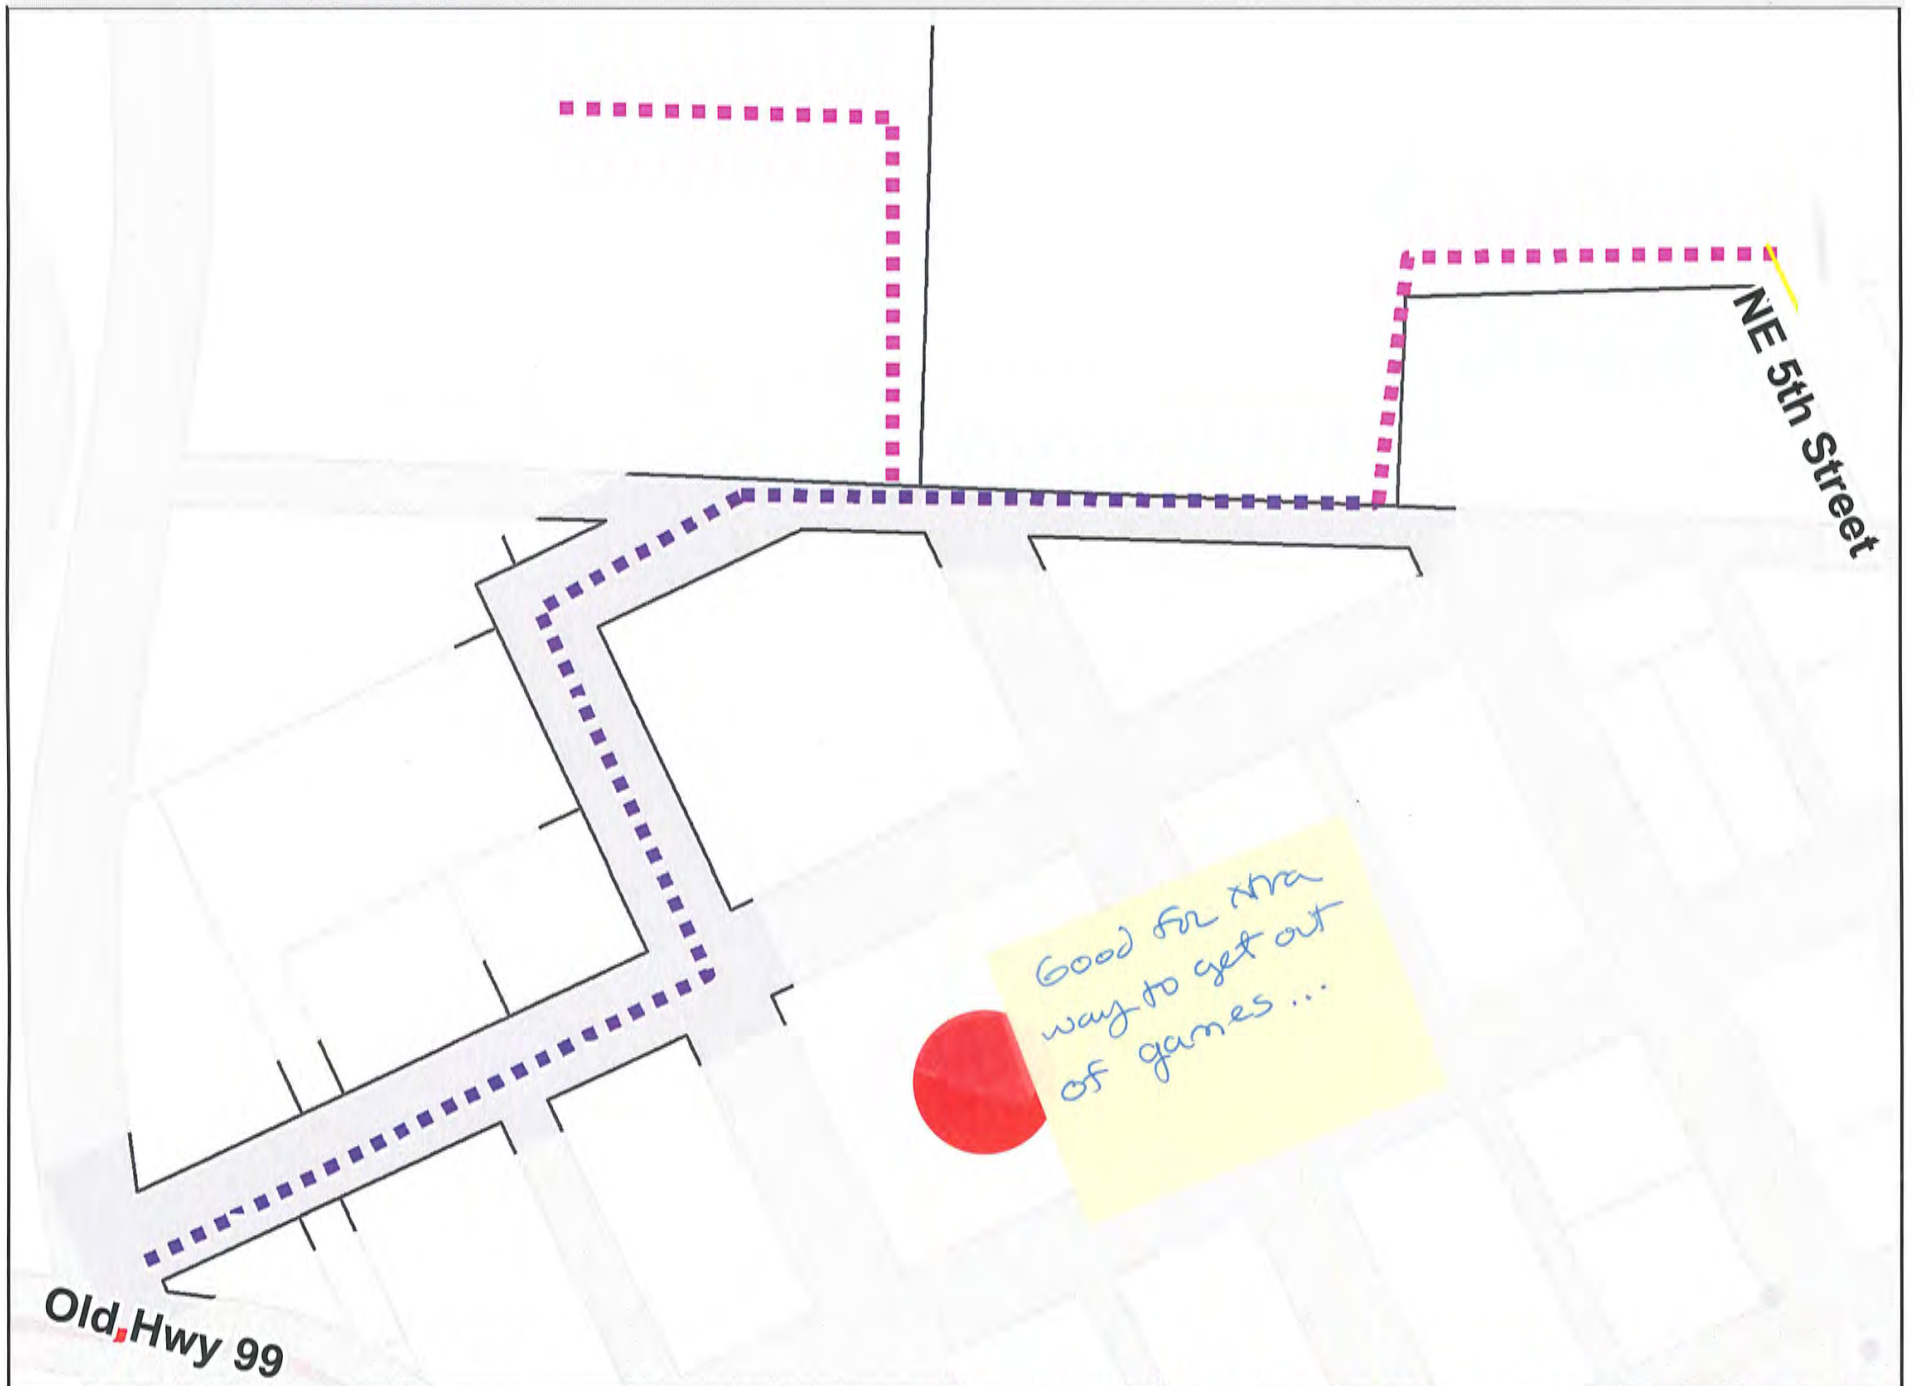 NE 5th Street
Good for xtra
way to get out
of games ...
Old Hwy 99